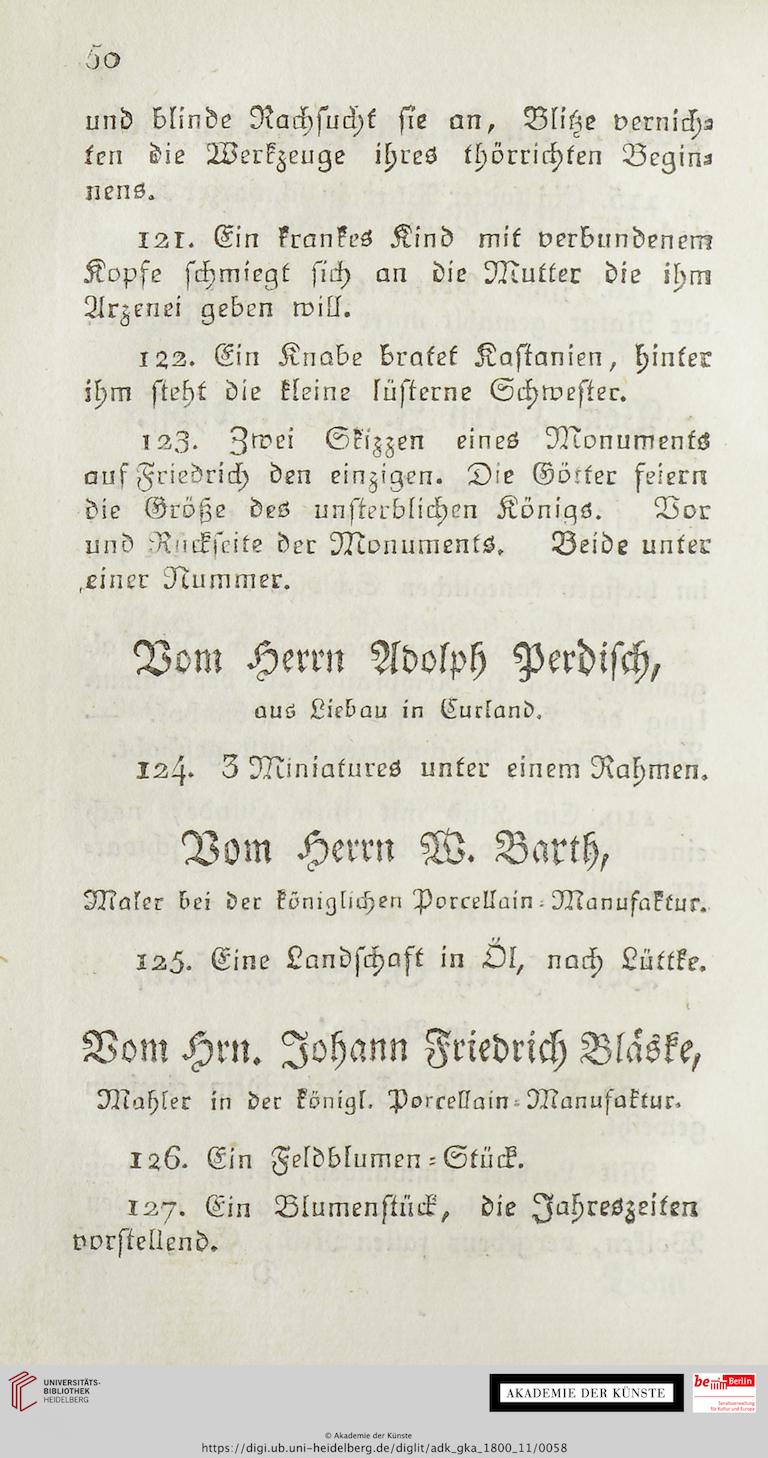 50
und blinde Rachsucht sie an, Blitze vernich-
ten die Werkzeuge ihres thörrichten Begin-
nens.
121. Ein krankes Kind mit verbundenem
Kopfe schmiegt sich an die Mutter die ihm
Arzenei geben will.
122. Ein Knabe bratet Kastanien, hinter
ihm steht die kleine lüsterne Schwester.
123. Zwei Skizzen eines Monuments
auf Friedrich den einzigen. Die Götter feiern
die Größe des unsterblichen Königs. Vor
und Rückseite der Monuments. Beide unter
einer Nummer.
Vom Herrn Adolph Perdisch,
aus Liebau in Curland.
124. 3 Miniatures unter einem Rahmen.
Vom Herrn W. Barth,
Maler bei der königlichen Porcellain-Manufaktur.
125. Eine Landschaft in Öl, nach Lüttke.
Vom Hrn. Johann Friedrich Bläske,
Mahler in der königl. Porcellain-Manufaktur.
126. Ein Feldblumen-Stück.
127. Ein Blumenstück, die Jahreszeiten
vorstellend.
UNIVERSITÄTS-
BIBLIOTHEK
HEIDELBERG
AKADEMIE DER KÜNSTE
be Berlin
Senatsverwaltung
für Kultur und Europa
© Akademie der Künste
https://digi.ub.uni-heidelberg.de/diglit/adk_gka_1800_11/0058